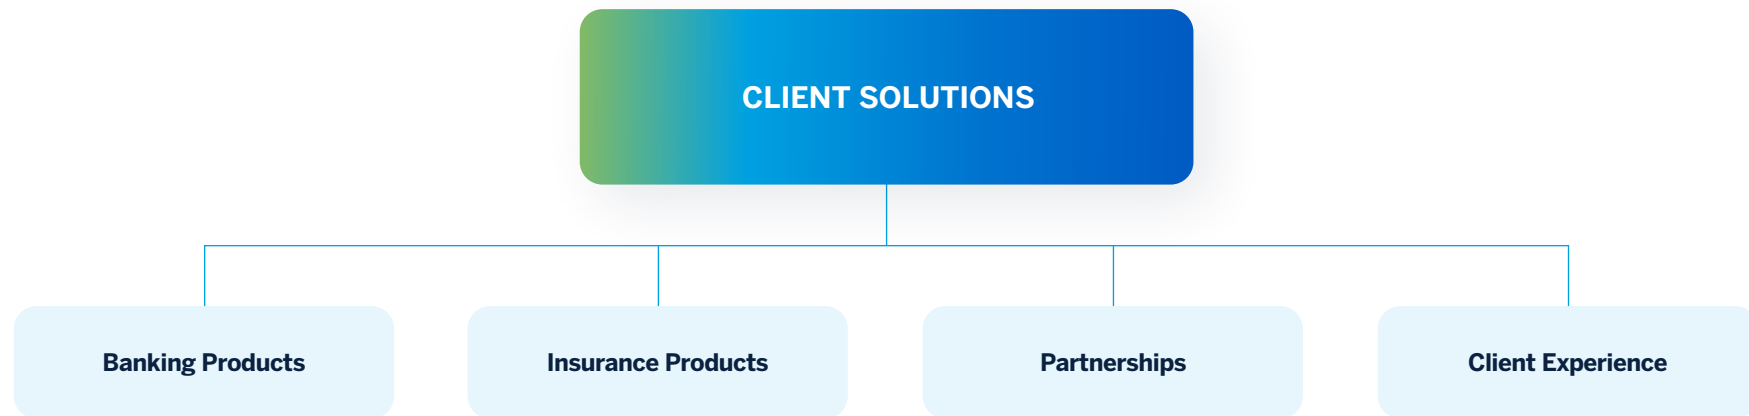 CLIENT SOLUTIONS
Banking Products
Insurance Products
Partnerships
Client Experience